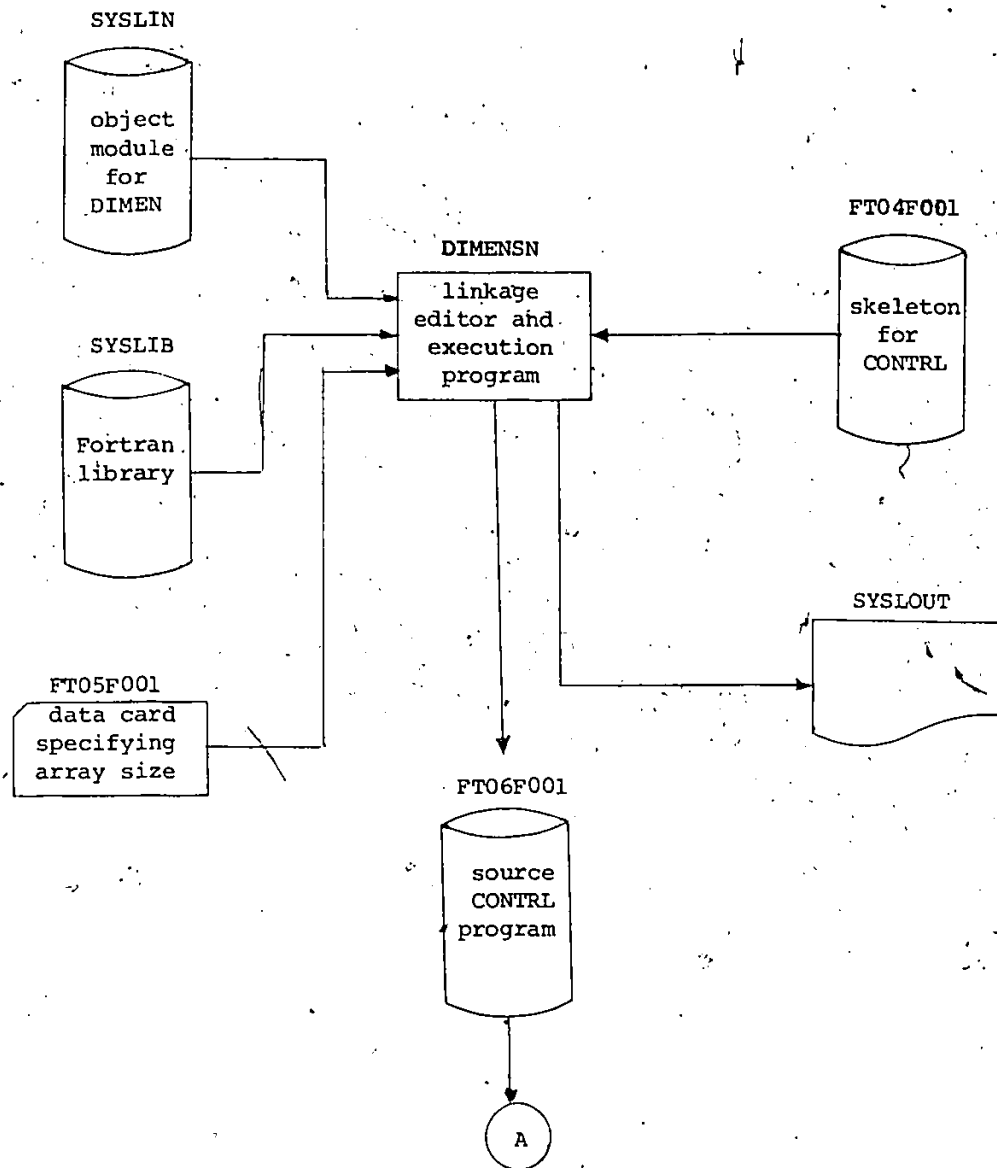 SYSLIN
object
module
for
DIMEN
FT04F001
skeleton
for
CONTRL
DIMENSN
linkage
editor and
execution
program
SYSLIB
Fortran
library
SYSLOUT
FT05F001
data card
specifying
array size
FT06F001
source
CONTRL
program
A